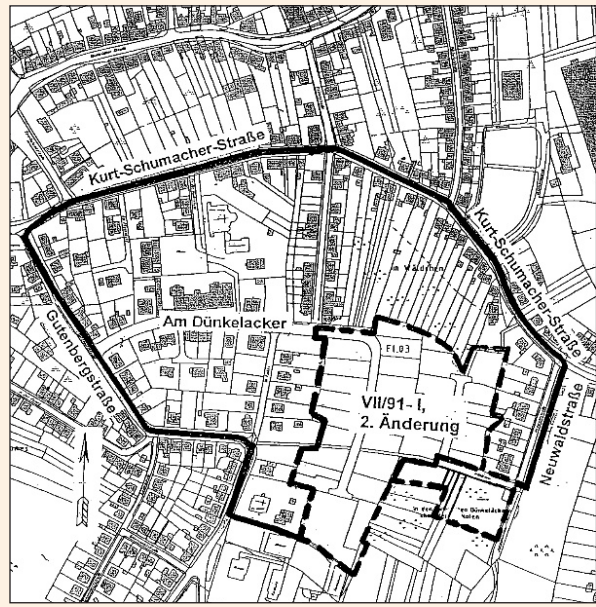 Kurt-Schumacher-Straße
Kurt-Schumacher-Straße
Gutenbergstraße
Am Dünkelacker
Fl.03
VII/91- I,
2. Änderung
Neuwaldstraße